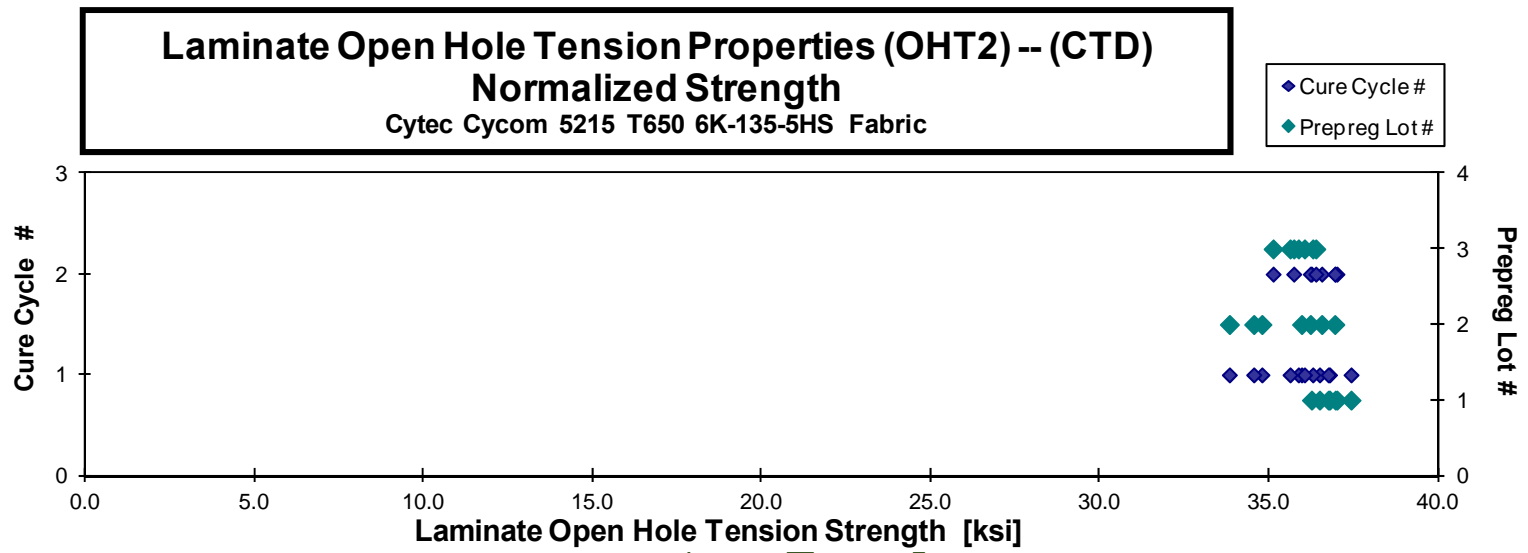 Laminate Open Hole Tension Properties (OHT2) -- (CTD)
Normalized Strength
Cytec Cycom 5215 T650 6K-135-5HS Fabric
Cure Cycle #
Prepreg Lot #
3
2
1
0
Cure Cycle #
4
3
2
1
0
Prepreg Lot #
0.0 5.0 10.0 15.0 20.0 25.0 30.0 35.0 40.0
Laminate Open Hole Tension Strength [ksi]